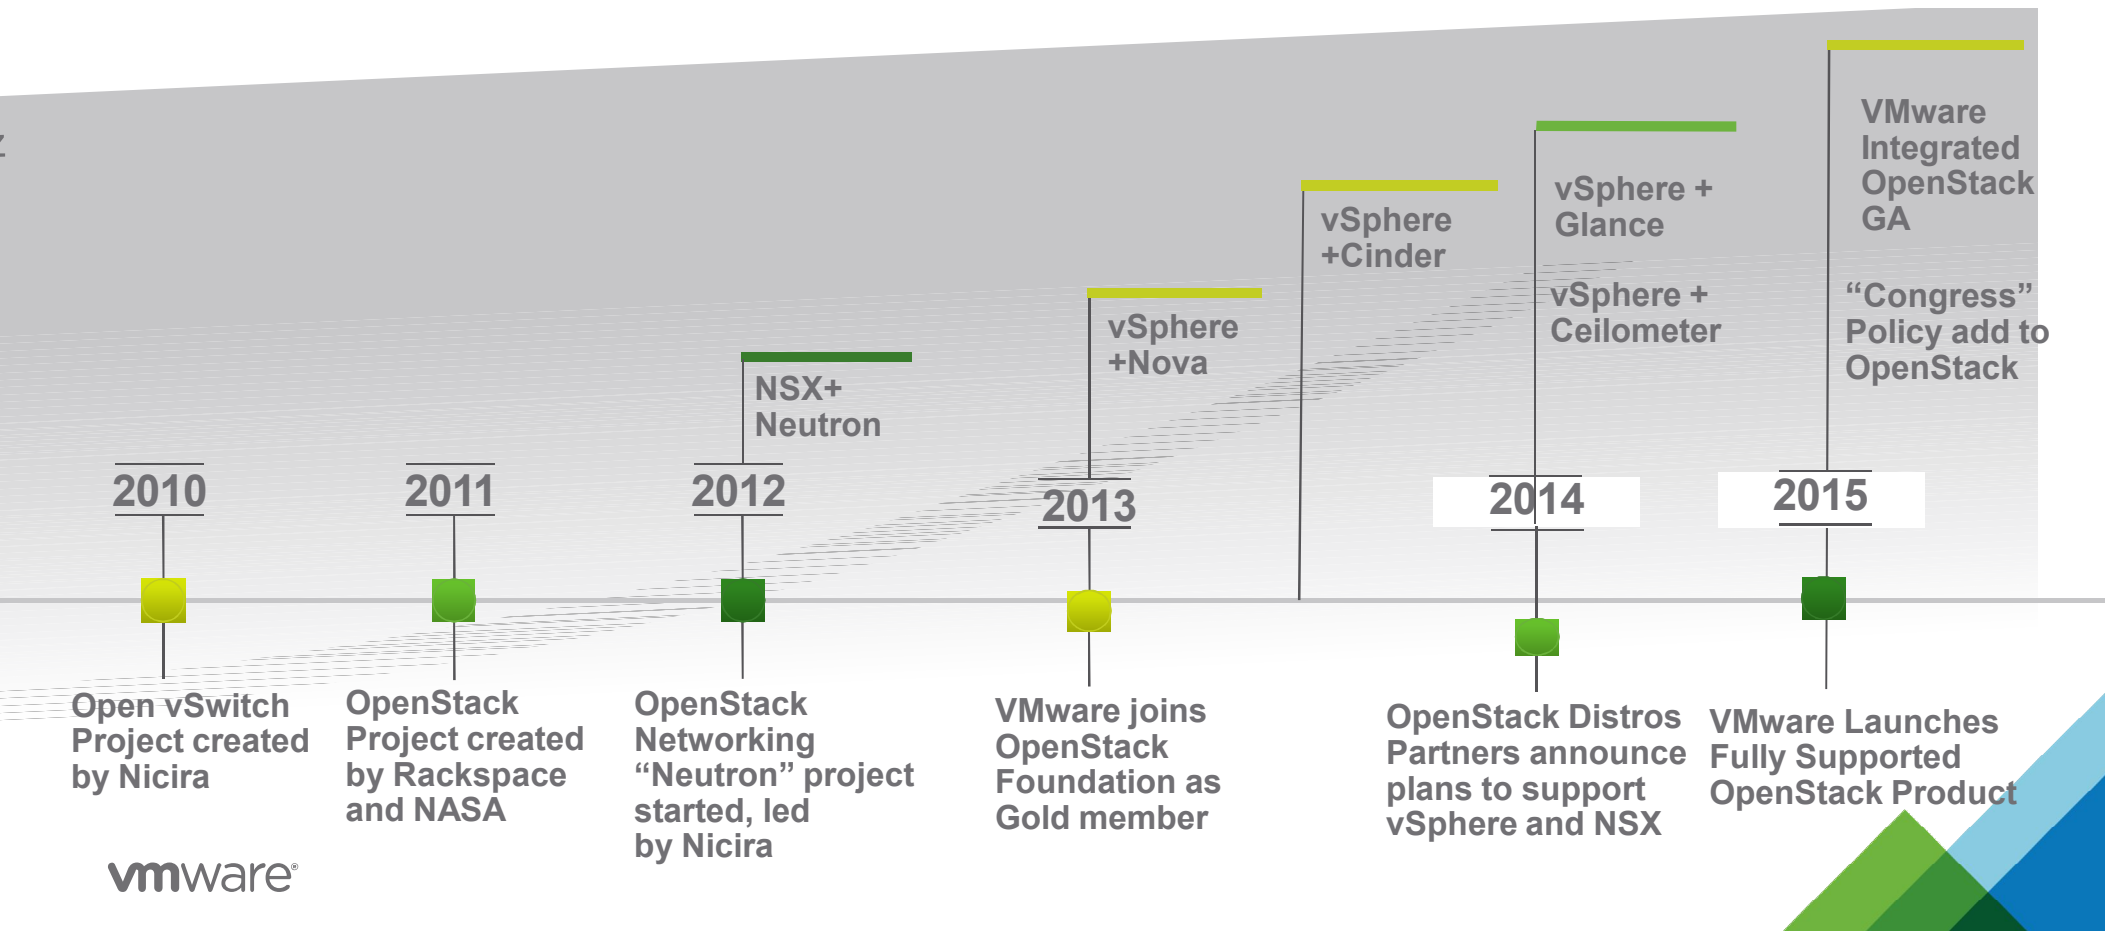 VMware
Integrated
OpenStack
GA
vSphere +
Glance
vSphere
+Cinder
vSphere +
Ceilometer
“Congress”
Policy add to
OpenStack
vSphere
+Nova
NSX+
Neutron
2010
2011
2012
2013
2014
2015
Open vSwitch
Project created
by Nicira
OpenStack
Project created
by Rackspace
and NASA
OpenStack
Networking
“Neutron” project
started, led
by Nicira
VMware joins
OpenStack
Foundation as
Gold member
OpenStack Distros
Partners announce
plans to support
vSphere and NSX
VMware Launches
Fully Supported
OpenStack Product
vmware®